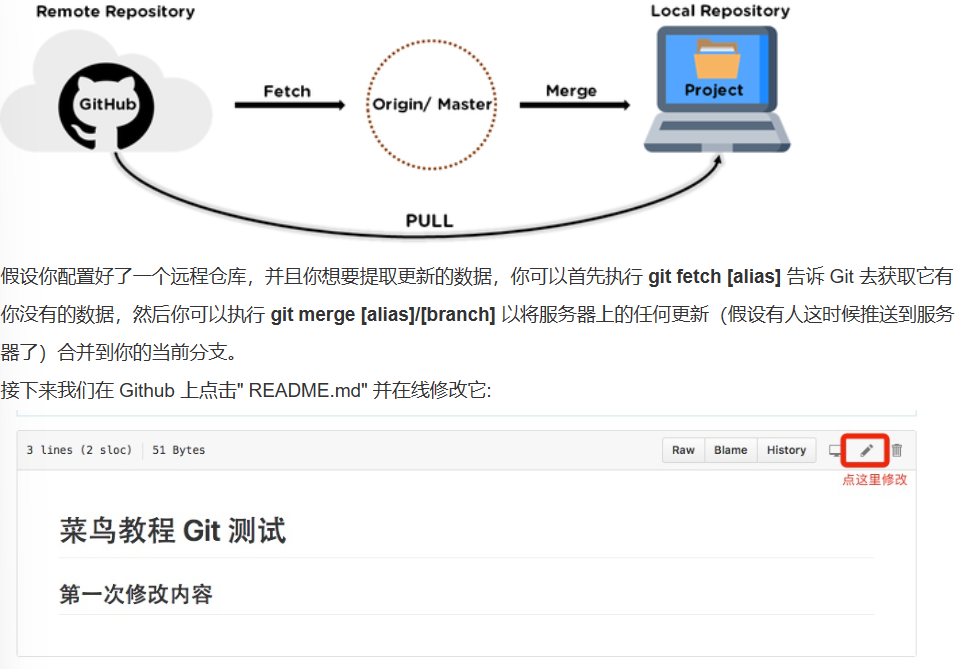 Remote Repository
Local Repository
GitHub
Fetch
Origin/ Master
Merge
Project
PULL
假设你配置好了一个远程仓库，并且你想要提取更新的数据，你可以首先执行 git fetch [alias] 告诉 Git 去获取它有
你没有的数据，然后你可以执行 git merge [alias]/[branch] 以将服务器上的任何更新（假设有人这时候推送到服务
器了）合并到你的当前分支。
接下来我们在 Github 上点击" README.md" 并在线修改它:
3 lines (2 sloc) 51 Bytes
Raw Blame History
点这里修改
菜鸟教程 Git 测试
第一次修改内容